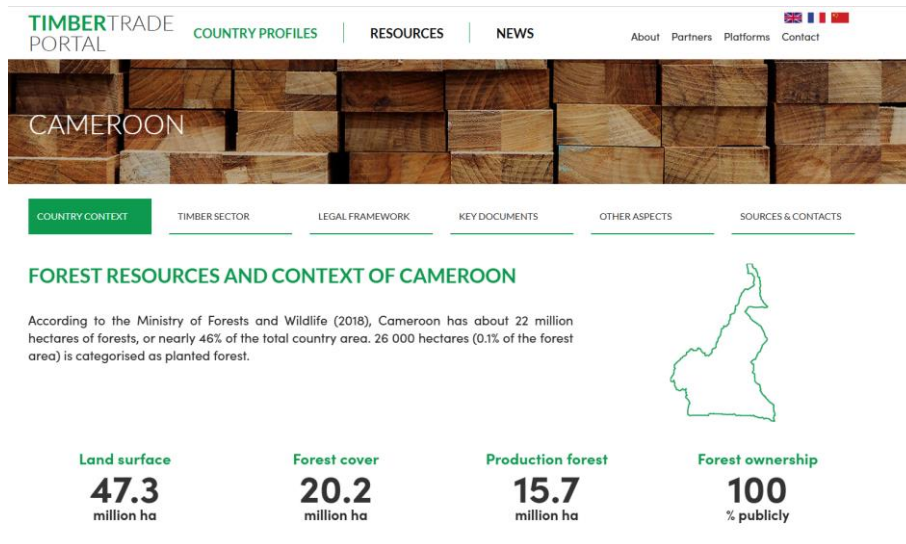 TIMBERTRADE
PORTAL
COUNTRY PROFILES
RESOURCES
NEWS
About Partners Platforms Contact
CAMEROON
COUNTRY CONTEXT
TIMBER SECTOR
LEGAL FRAMEWORK
KEY DOCUMENTS
OTHER ASPECTS
SOURCES & CONTACTS
FOREST RESOURCES AND CONTEXT OF CAMEROON
According to the Ministry of Forests and Wildlife (2018), Cameroon has about 22 million
hectares of forests, or nearly 46% of the total country area. 26 000 hectares (0.1% of the forest
area) is categorised as planted forest.
Land surface
47.3
million ha
Forest cover
20.2
million ha
Production forest
15.7
million ha
Forest ownership
100
% publicly